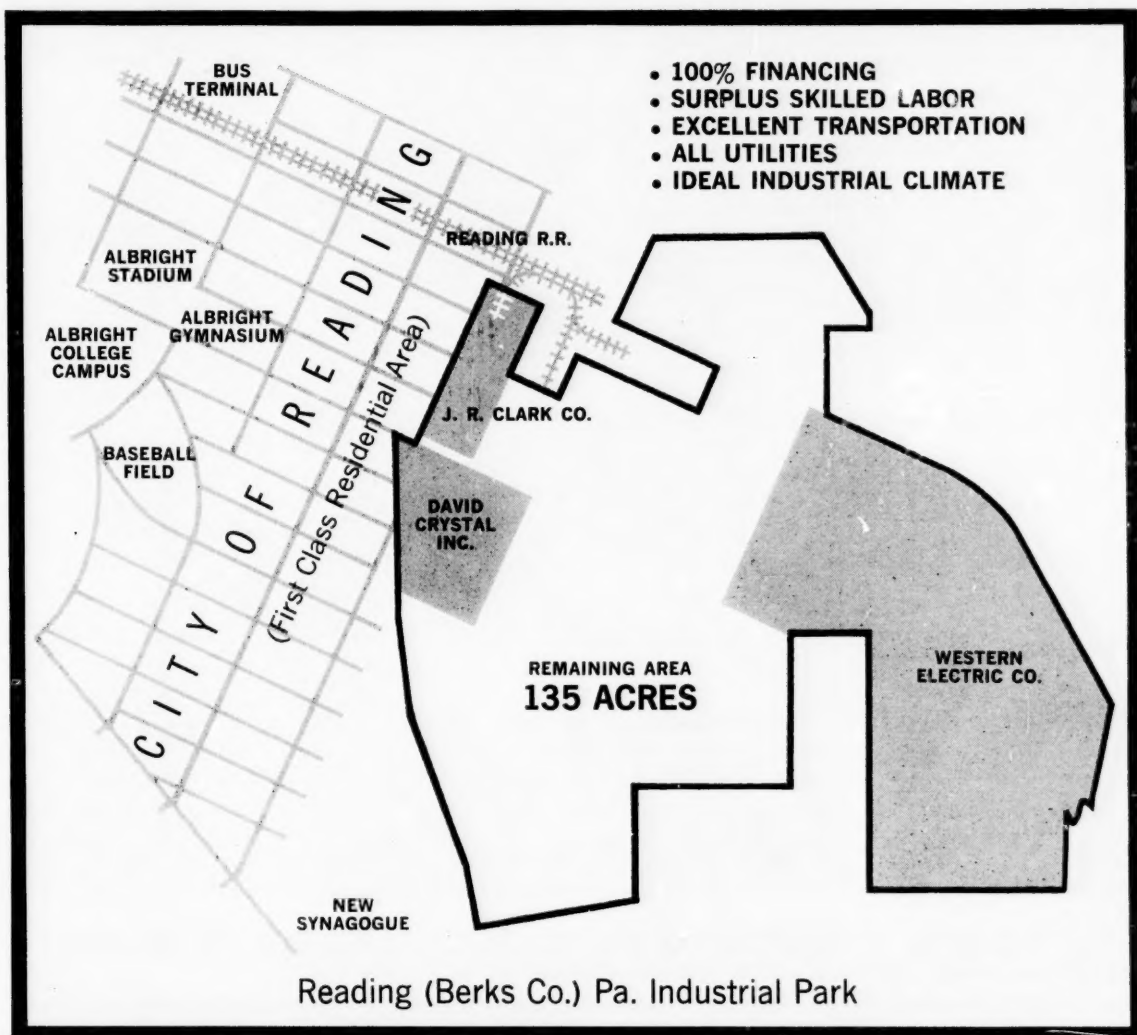 BUS
TERMINAL
• 100% FINANCING
• SURPLUS SKILLED LABOR
• EXCELLENT TRANSPORTATION
• ALL UTILITIES
• IDEAL INDUSTRIAL CLIMATE
READING R.R.
ALBRIGHT
STADIUM
ALBRIGHT
GYMNASIUM
ALBRIGHT
COLLEGE
CAMPUS
BASEBALL
FIELD
CITY OF READING
(First Class Residential Area)
J. R. CLARK CO.
DAVID
CRYSTAL
INC.
REMAINING AREA
135 ACRES
WESTERN
ELECTRIC CO.
NEW
SYNAGOGUE
Reading (Berks Co.) Pa. Industrial Park